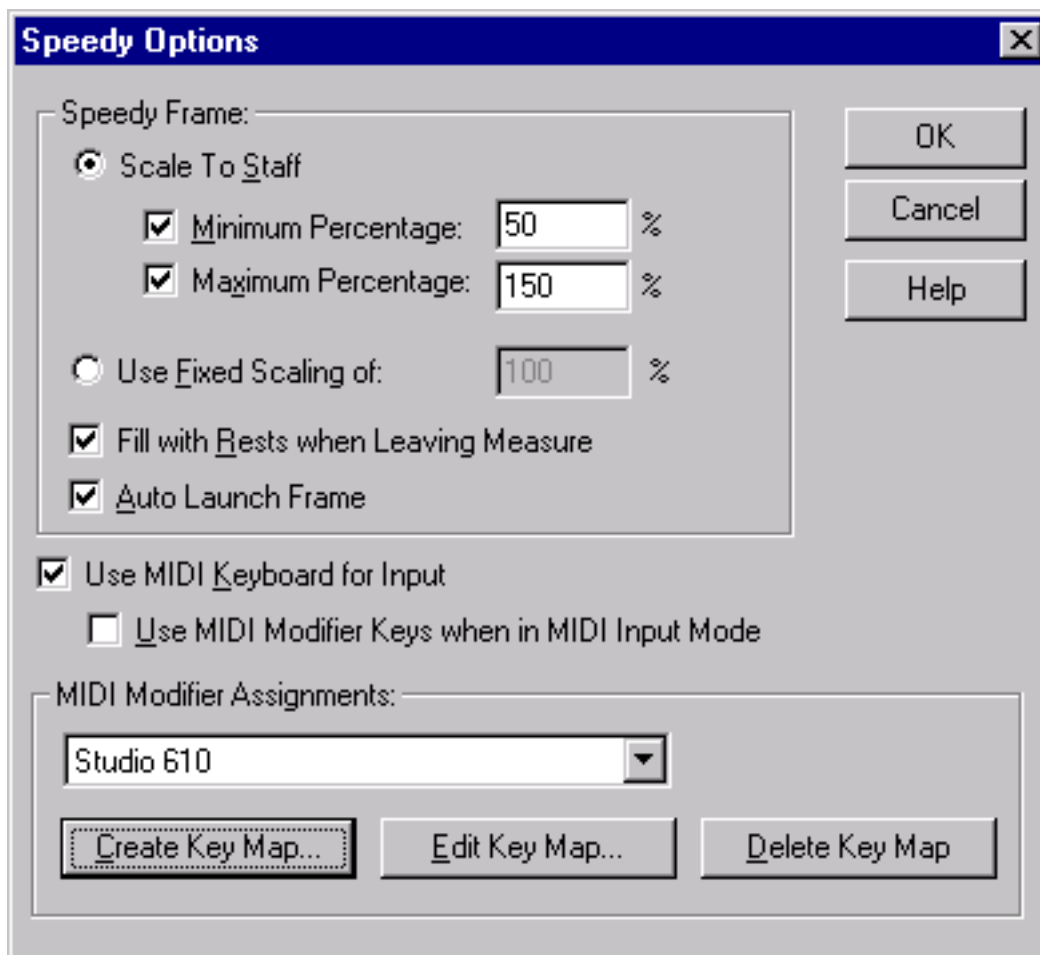 Speedy Options
Speedy Frame:
Scale To Staff
Minimum Percentage: 50 %
Maximum Percentage: 150 %
Use Fixed Scaling of: 100 %
Fill with Rests when Leaving Measure
Auto Launch Frame
OK
Cancel
Help
Use MIDI Keyboard for Input
Use MIDI Modifier Keys when in MIDI Input Mode
MIDI Modifier Assignments:
Studio 610
Create Key Map... Edit Key Map... Delete Key Map